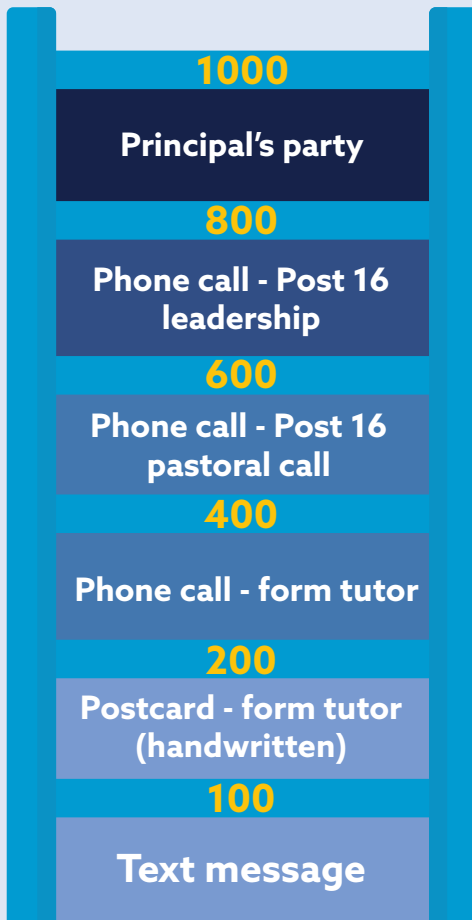 1000
Principal's party
800
Phone call - Post 16
leadership
600
Phone call - Post 16
pastoral call
400
Phone call - form tutor
200
Postcard - form tutor
(handwritten)
100
Text message